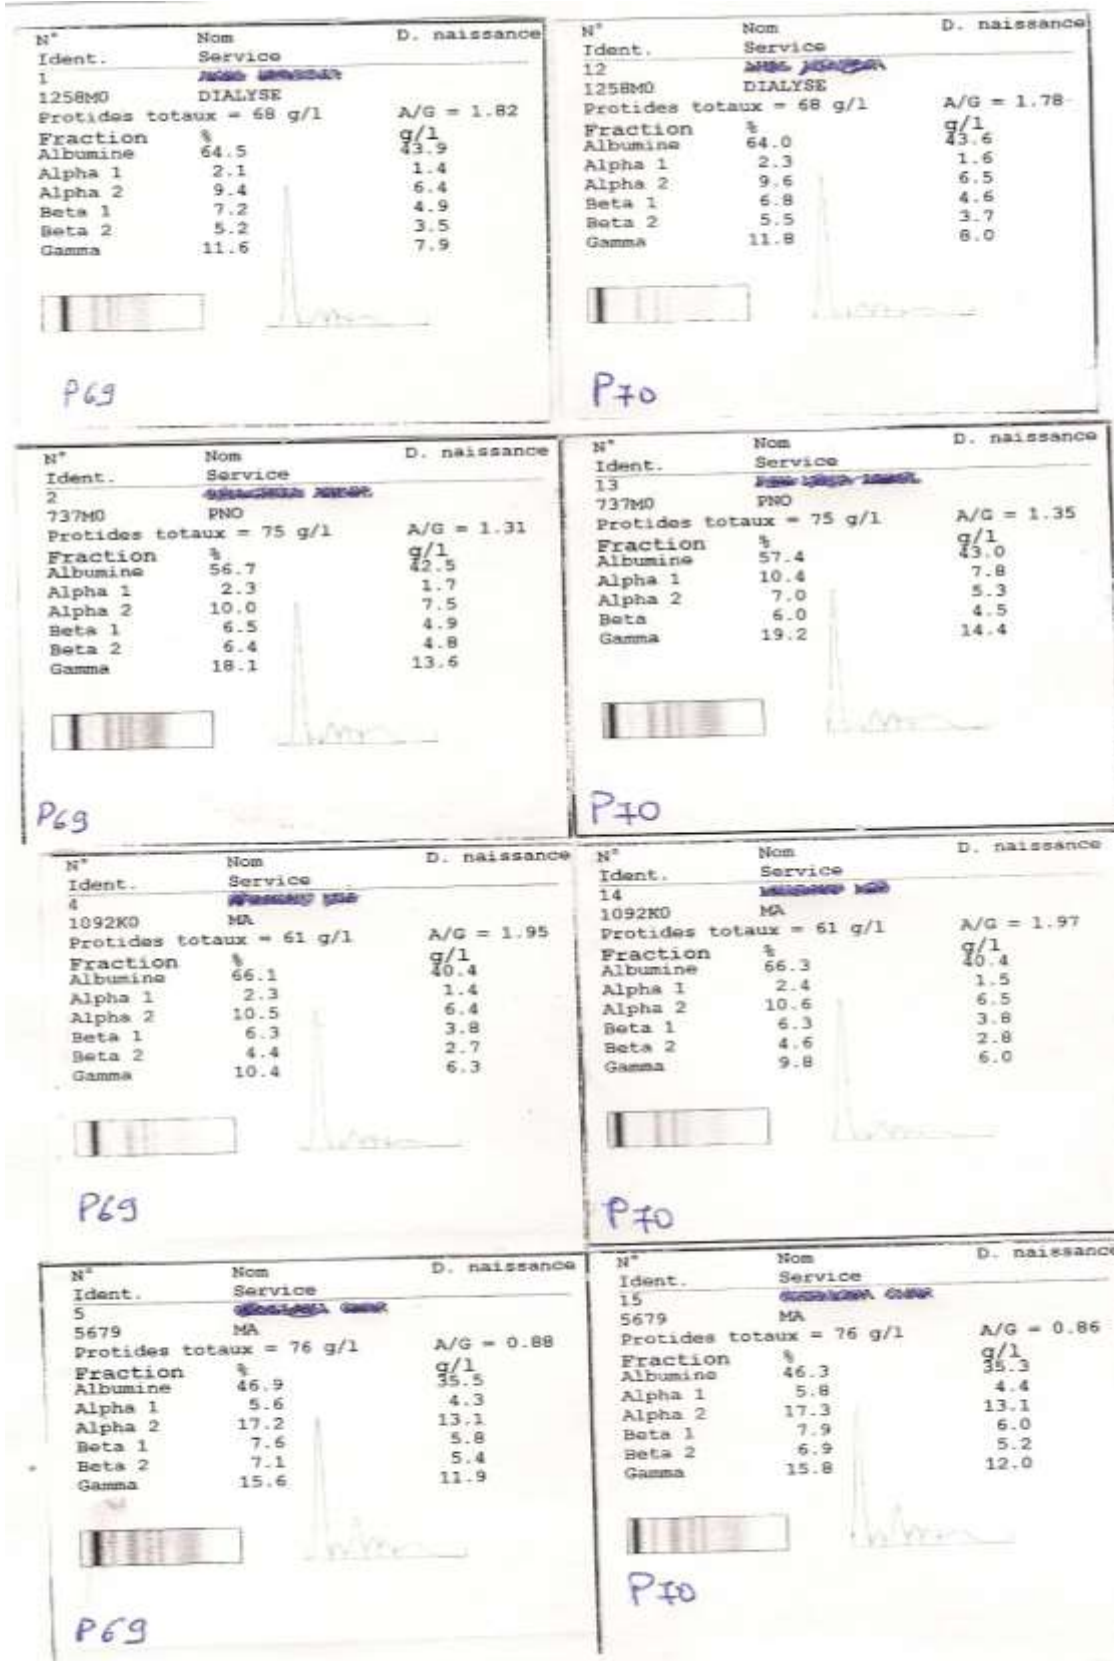 N° Nom D. naissance
Ident. Service
1
1258M0 DIALYSE
Protides totaux = 68 g/l A/G = 1.82
Fraction % g/l
Albumine 64.5 43.9
Alpha 1 2.1 1.4
Alpha 2 9.4 6.4
Beta 1 7.2 4.9
Beta 2 5.2 3.5
Gamma 11.6 7.9
P69
N° Nom D. naissance
Ident. Service
12
1258M0 DIALYSE
Protides totaux = 68 g/l A/G = 1.78
Fraction % g/l
Albumine 64.0 43.6
Alpha 1 2.3 1.6
Alpha 2 9.6 6.5
Beta 1 6.8 4.6
Beta 2 5.5 3.7
Gamma 11.8 8.0
P70
N° Nom D. naissance
Ident. Service
2
737M0 PNO
Protides totaux = 75 g/l A/G = 1.31
Fraction % g/l
Albumine 56.7 42.5
Alpha 1 2.3 1.7
Alpha 2 10.0 7.5
Beta 1 6.5 4.9
Beta 2 6.4 4.8
Gamma 18.1 13.6
P69
N° Nom D. naissance
Ident. Service
13
737M0 PNO
Protides totaux = 75 g/l A/G = 1.35
Fraction % g/l
Albumine 57.4 43.0
Alpha 1 10.4 7.8
Alpha 2 7.0 5.3
Beta 6.0 4.5
Gamma 19.2 14.4
P70
N° Nom D. naissance
Ident. Service
4
1092K0 MA
Protides totaux = 61 g/l A/G = 1.95
Fraction % g/l
Albumine 66.1 40.4
Alpha 1 2.3 1.4
Alpha 2 10.5 6.4
Beta 1 6.3 3.8
Beta 2 4.4 2.7
Gamma 10.4 6.3
P69
N° Nom D. naissance
Ident. Service
14
1092K0 MA
Protides totaux = 61 g/l A/G = 1.97
Fraction % g/l
Albumine 66.3 40.4
Alpha 1 2.4 1.5
Alpha 2 10.6 6.5
Beta 1 6.3 3.8
Beta 2 4.6 2.8
Gamma 9.8 6.0
P70
N° Nom D. naissance
Ident. Service
5
5679 MA
Protides totaux = 76 g/l A/G = 0.88
Fraction % g/l
Albumine 46.9 35.5
Alpha 1 5.6 4.3
Alpha 2 17.2 13.1
Beta 1 7.6 5.8
Beta 2 7.1 5.4
Gamma 15.6 11.9
P69
N° Nom D. naissance
Ident. Service
15
5679 MA
Protides totaux = 76 g/l A/G = 0.86
Fraction % g/l
Albumine 46.3 35.3
Alpha 1 5.8 4.4
Alpha 2 17.3 13.1
Beta 1 7.9 6.0
Beta 2 6.9 5.2
Gamma 15.8 12.0
P70